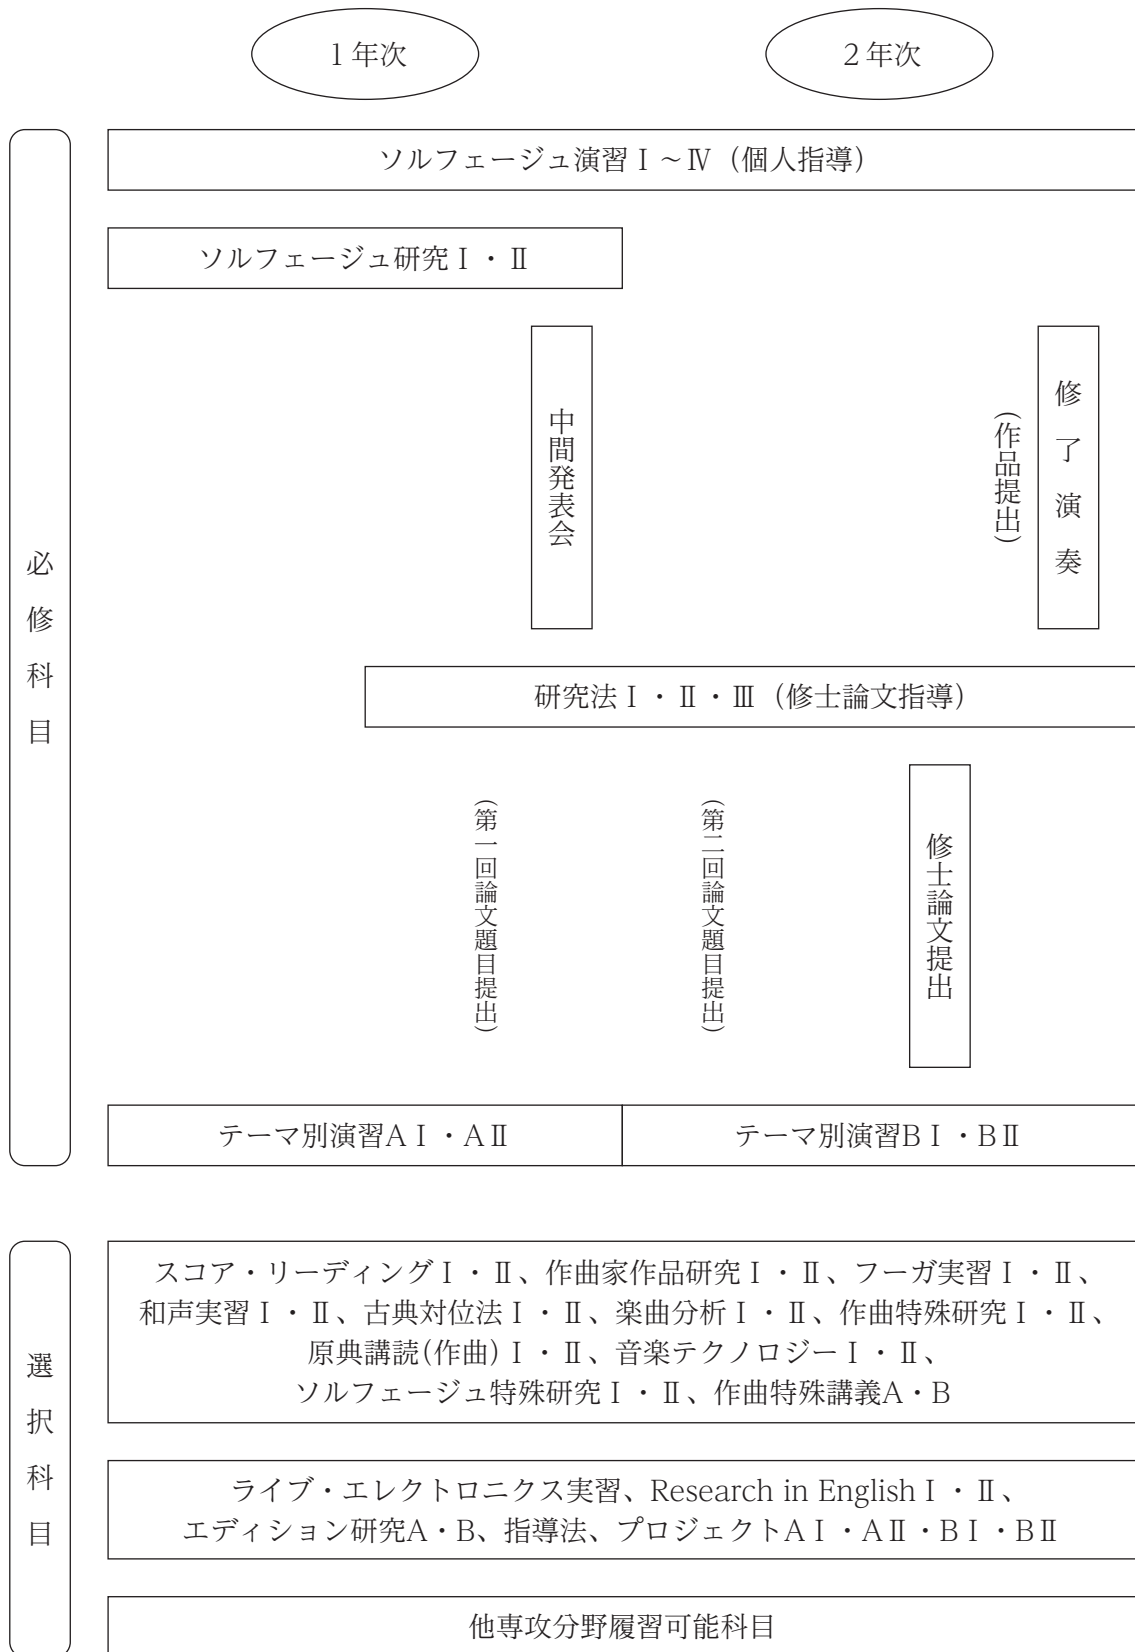 1年次
2年次
必修科目
ソルフェージュ演習Ⅰ～Ⅳ（個人指導）
ソルフェージュ研究Ⅰ・Ⅱ
中間発表会
（作品提出）
修了演奏
研究法Ⅰ・Ⅱ・Ⅲ（修士論文指導）
（第一回論文題目提出）
（第二回論文題目提出）
修士論文提出
テーマ別演習AⅠ・AⅡ
テーマ別演習BⅠ・BⅡ
選択科目
スコア・リーディングⅠ・Ⅱ、作曲家作品研究Ⅰ・Ⅱ、フーガ実習Ⅰ・Ⅱ、
和声実習Ⅰ・Ⅱ、古典対位法Ⅰ・Ⅱ、楽曲分析Ⅰ・Ⅱ、作曲特殊研究Ⅰ・Ⅱ、
原典講読(作曲)Ⅰ・Ⅱ、音楽テクノロジーⅠ・Ⅱ、
ソルフェージュ特殊研究Ⅰ・Ⅱ、作曲特殊講義A・B
ライブ・エレクトロニクス実習、Research in EnglishⅠ・Ⅱ、
エディション研究A・B、指導法、プロジェクトAⅠ・AⅡ・BⅠ・BⅡ
他専攻分野履修可能科目